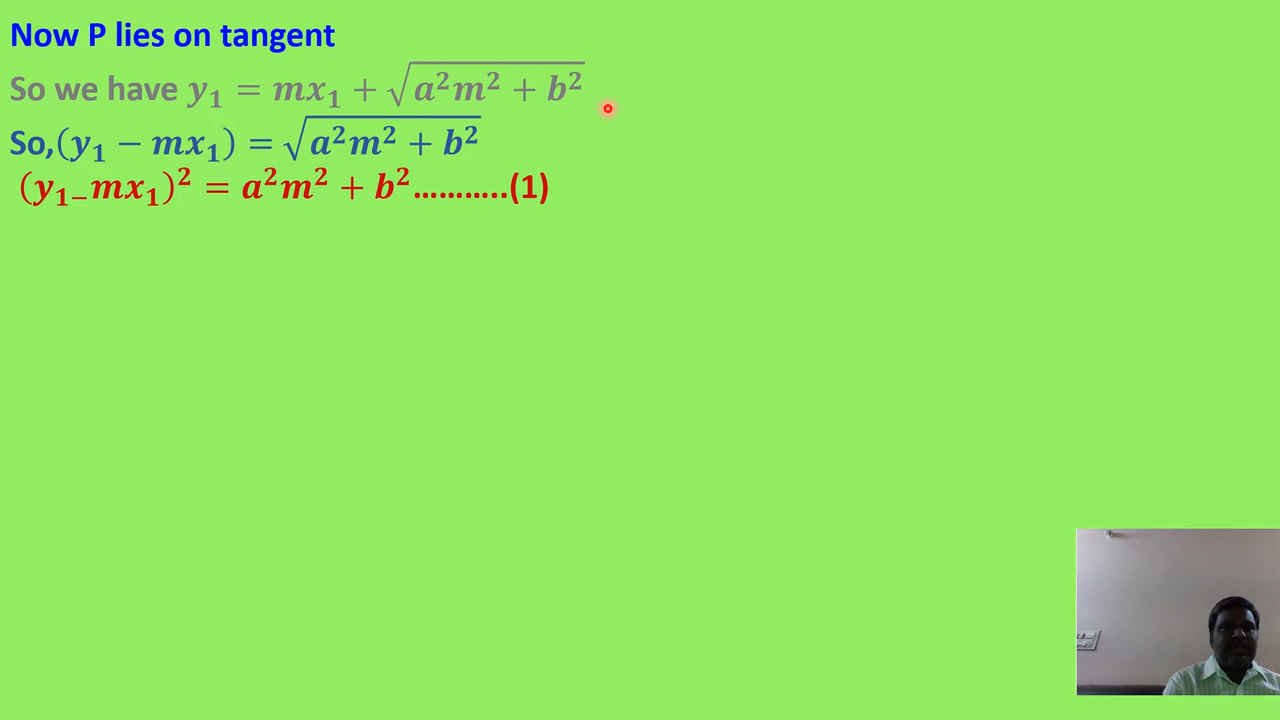 Now P lies on tangent
So we have y₁ = mx₁ + √(a²m² + b²)
So,(y₁ − mx₁) = √(a²m² + b²)
(y₁₋mx₁)² = a²m² + b²………..(1)